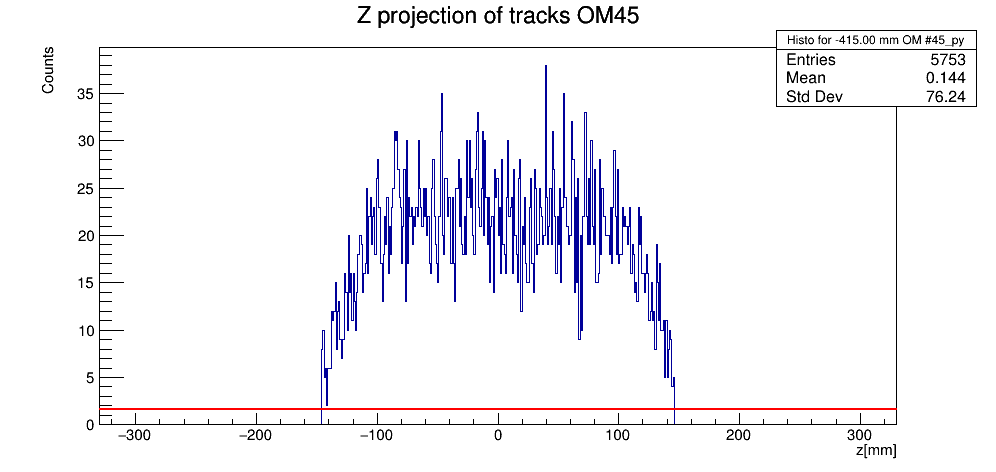 Z projection of tracks OM45
Histo for -415.00 mm OM #45_py
Entries 5753
Mean 0.144
Std Dev 76.24
Counts
35
30
25
20
15
10
5
0
−300 −200 −100 0 100 200 300
z[mm]